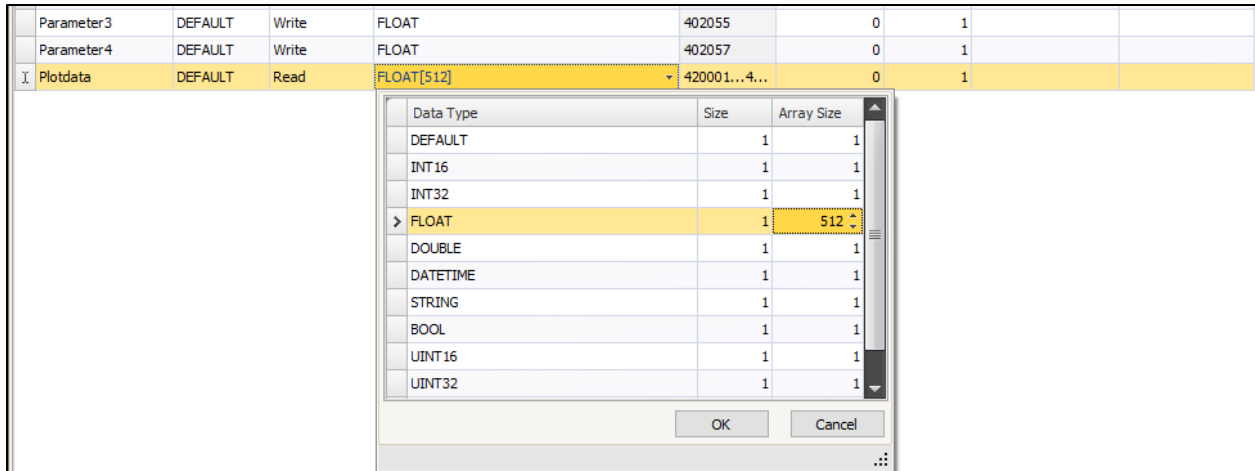 Parameter3 DEFAULT Write FLOAT 402055 0 1
Parameter4 DEFAULT Write FLOAT 402057 0 1
Plotdata DEFAULT Read FLOAT[512] 420001...4... 0 1
Data Type Size Array Size
DEFAULT 1 1
INT16 1 1
INT32 1 1
FLOAT 1 512
DOUBLE 1 1
DATETIME 1 1
STRING 1 1
BOOL 1 1
UINT16 1 1
UINT32 1 1
OK Cancel